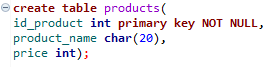 create table products(
id_product int primary key NOT NULL,
product_name char(20),
price int);